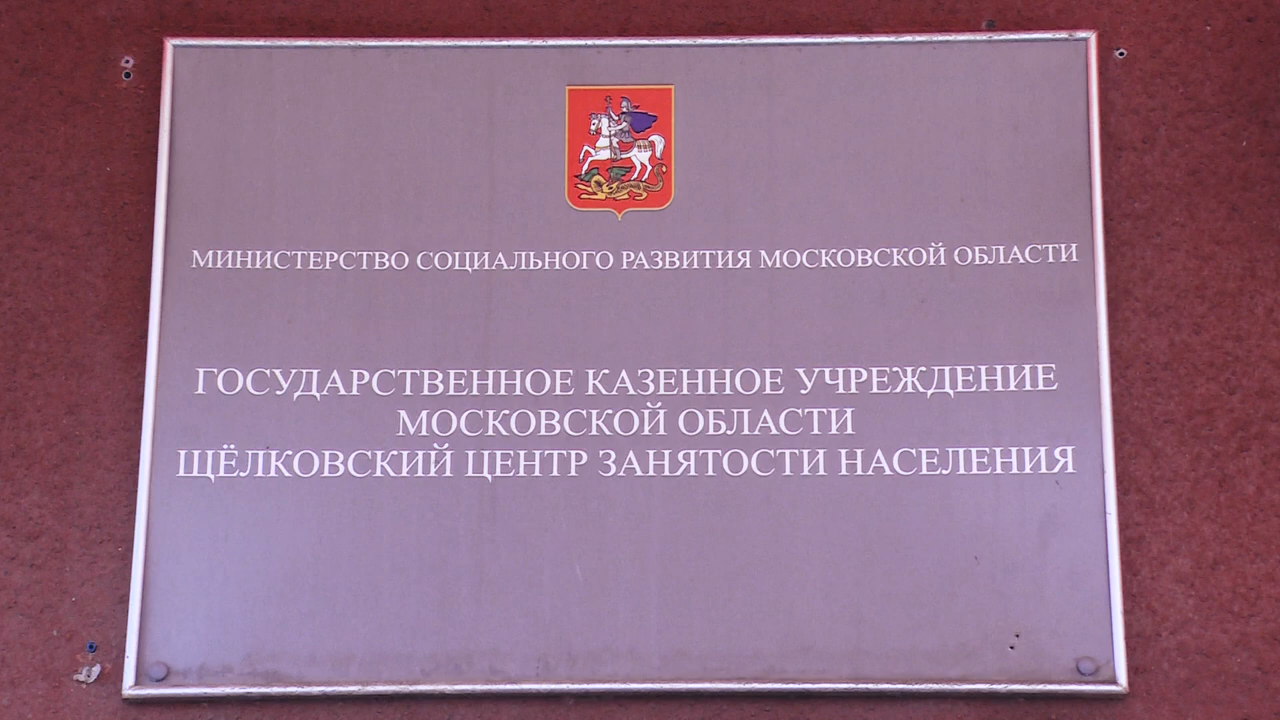 МИНИСТЕРСТВО СОЦИАЛЬНОГО РАЗВИТИЯ МОСКОВСКОЙ ОБЛАСТИ
ГОСУДАРСТВЕННОЕ КАЗЕННОЕ УЧРЕЖДЕНИЕ
МОСКОВСКОЙ ОБЛАСТИ
ЩЁЛКОВСКИЙ ЦЕНТР ЗАНЯТОСТИ НАСЕЛЕНИЯ